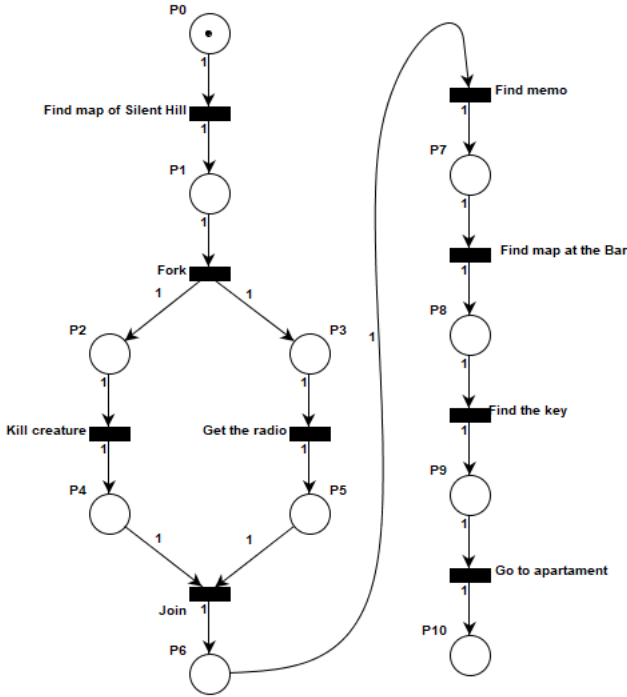 P0
1
Find map of Silent Hill
1
P1
1
Fork
1
1
P2
P3
1
1
Kill creature
Get the radio
1
1
P4
P5
1
1
Join
1
P6
1
Find memo
1
P7
1
Find map at the Bar
1
P8
1
Find the key
1
P9
1
Go to apartament
1
P10